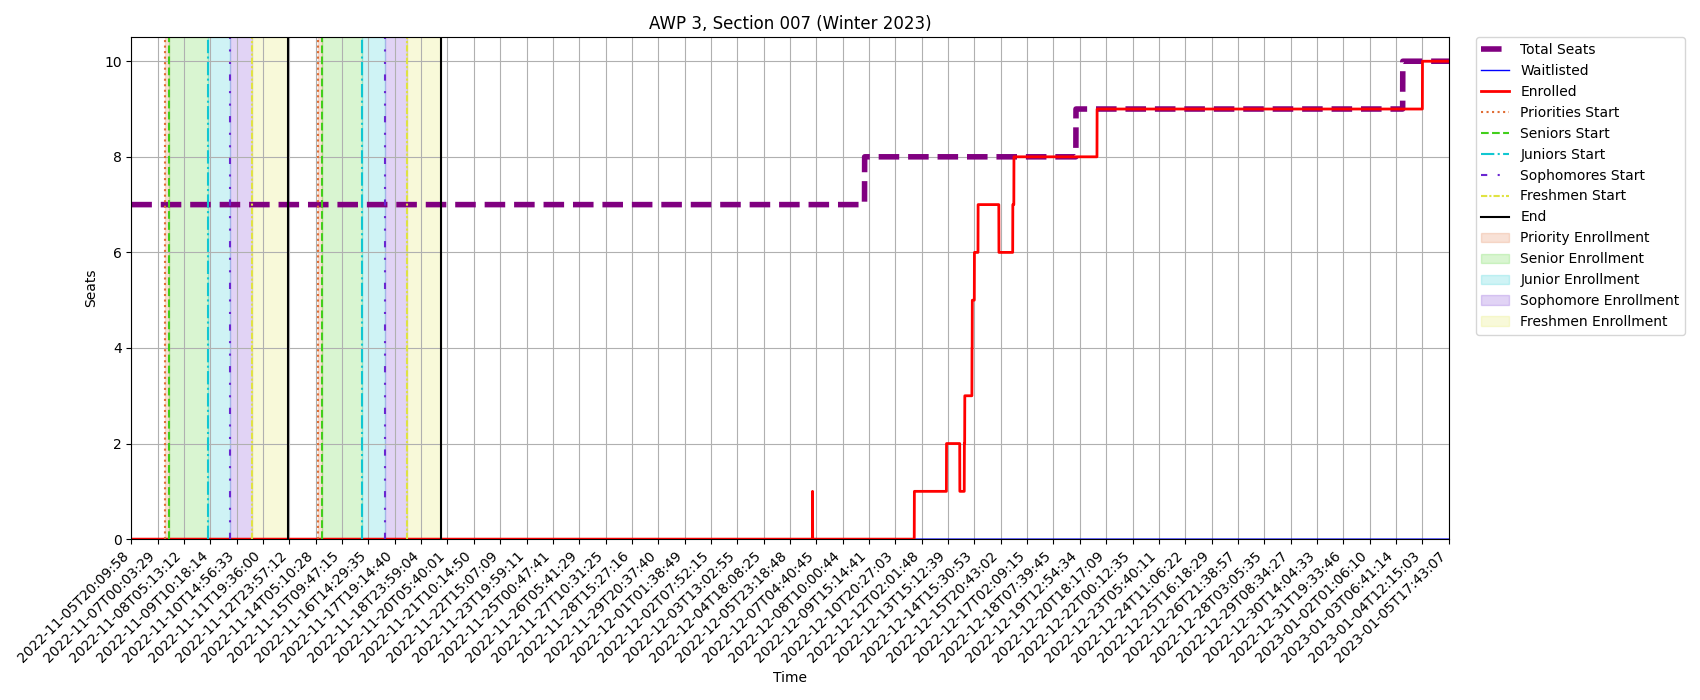 AWP 3, Section 007 (Winter 2023)
10
8
6
4
2
0
Seats
2022-11-05T20:09:58
2022-11-07T00:03:29
2022-11-08T05:13:12
2022-11-09T10:18:14
2022-11-10T14:56:33
2022-11-11T19:36:00
2022-11-12T23:57:12
2022-11-14T05:10:28
2022-11-15T09:47:15
2022-11-16T14:29:35
2022-11-17T19:14:40
2022-11-18T23:59:04
2022-11-20T05:40:01
2022-11-21T10:14:50
2022-11-22T15:07:09
2022-11-23T19:59:11
2022-11-25T00:47:41
2022-11-26T05:41:29
2022-11-27T10:31:25
2022-11-28T15:27:16
2022-11-29T20:37:40
2022-12-01T01:38:49
2022-12-02T07:52:15
2022-12-03T13:02:55
2022-12-04T18:08:25
2022-12-05T23:18:48
2022-12-07T04:40:45
2022-12-08T10:00:44
2022-12-09T15:14:41
2022-12-10T20:27:03
2022-12-12T02:01:48
2022-12-13T15:12:39
2022-12-14T15:30:53
2022-12-15T20:43:02
2022-12-17T02:09:15
2022-12-18T07:39:45
2022-12-19T12:54:34
2022-12-20T18:17:09
2022-12-22T00:12:35
2022-12-23T05:40:11
2022-12-24T11:06:22
2022-12-25T16:18:29
2022-12-26T21:38:57
2022-12-28T03:05:35
2022-12-29T08:34:27
2022-12-30T14:04:33
2022-12-31T19:33:46
2023-01-02T01:06:10
2023-01-03T06:41:14
2023-01-04T12:15:03
2023-01-05T17:43:07
Time
Total Seats
Waitlisted
Enrolled
Priorities Start
Seniors Start
Juniors Start
Sophomores Start
Freshmen Start
End
Priority Enrollment
Senior Enrollment
Junior Enrollment
Sophomore Enrollment
Freshmen Enrollment